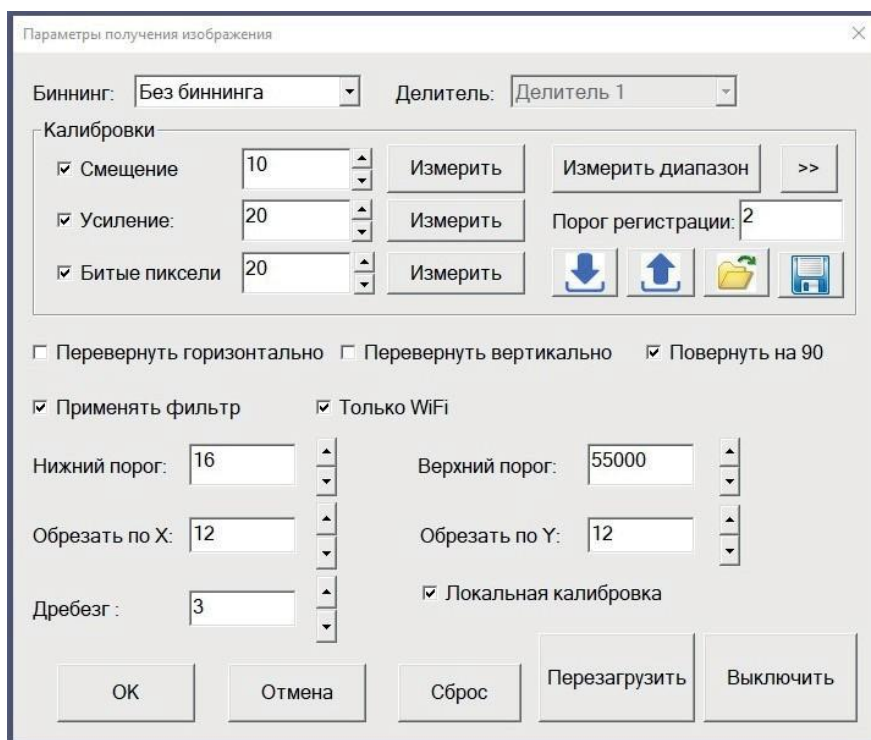 Параметры получения изображения
Биннинг: Без биннинга Делитель: Делитель 1
Калибровки
Смещение 10 Измерить Измерить диапазон >>
Усиление: 20 Измерить Порог регистрации: 2
Битые пиксели 20 Измерить
Перевернуть горизонтально Перевернуть вертикально Повернуть на 90
Применять фильтр Только WiFi
Нижний порог: 16 Верхний порог: 55000
Обрезать по X: 12 Обрезать по Y: 12
Дребезг : 3 Локальная калибровка
OK Отмена Сброс Перезагрузить Выключить